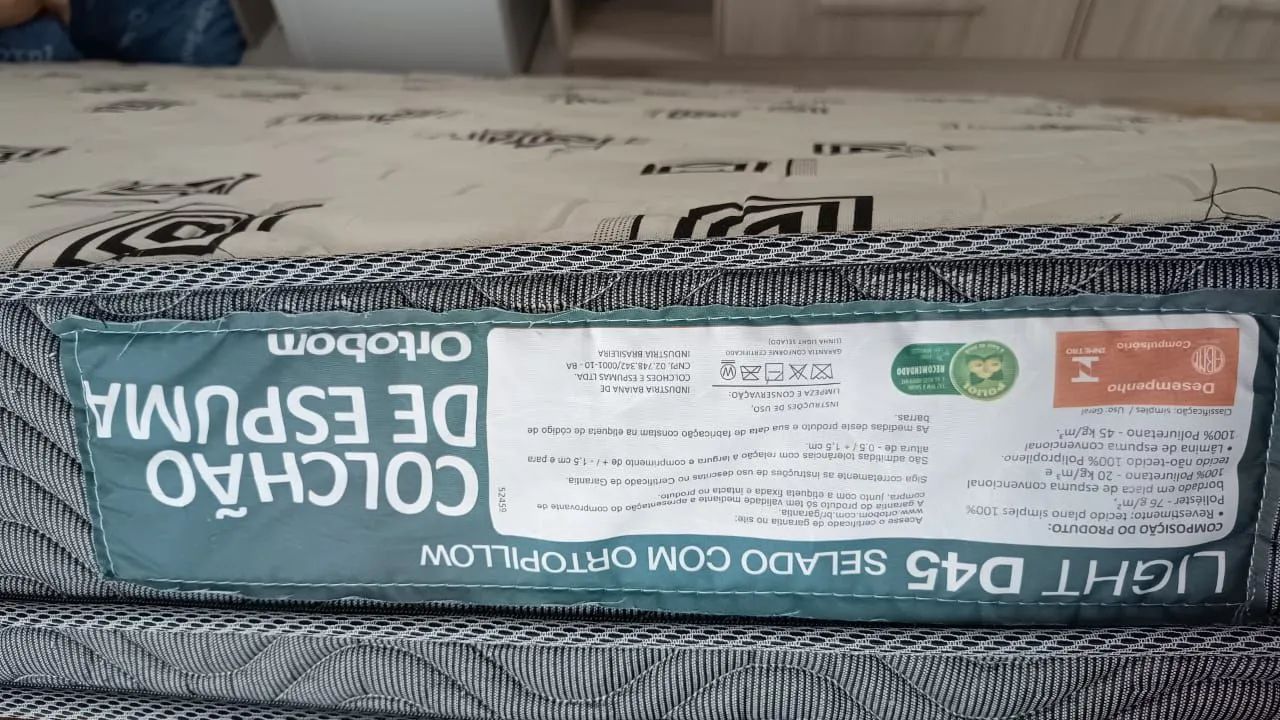 LIGHT D45 SELADO COM ORTOPILLOW
COMPOSIÇÃO DO PRODUTO:
• Revestimento: tecido plano simples 100%
Poliéster - 76 g/m²,
bordado em placa de espuma convencional
100% Poliuretano - 20 kg/m³ e
tecido não-tecido 100% Polipropileno.
• Lâmina de espuma convencional
100% Poliuretano - 45 kg/m³.
Classificação: simples / Uso: Geral
Desempenho
INMETRO
Compulsório
Acesse o certificado de garantia no site:
www.ortobom.com.br/garantia.
A garantia do produto só tem validade mediante a apresentação do comprovante de
compra, junto com a etiqueta fixada e intacta no produto.
Siga corretamente as instruções de uso descritas no Certificado de Garantia.
São admitidas tolerâncias com relação a largura e comprimento de +/- 1,5 cm e para
altura de - 0,5 / + 1,5 cm.
As medidas deste produto e sua data de fabricação constam na etiqueta de código de
barras.
RECOMENDADO
INSTRUÇÕES DE USO,
LIMPEZA E CONSERVAÇÃO:
W
GARANTIA CONFORME CERTIFICADO
(LINHA LIGHT SELADO)
INDUSTRIA BAIANA DE
COLCHOES E ESPUMAS LTDA.
CNPJ. 02.748.342/0001-10 - BA
INDÚSTRIA BRASILEIRA
52459
COLCHÃO
DE ESPUMA
Ortobom